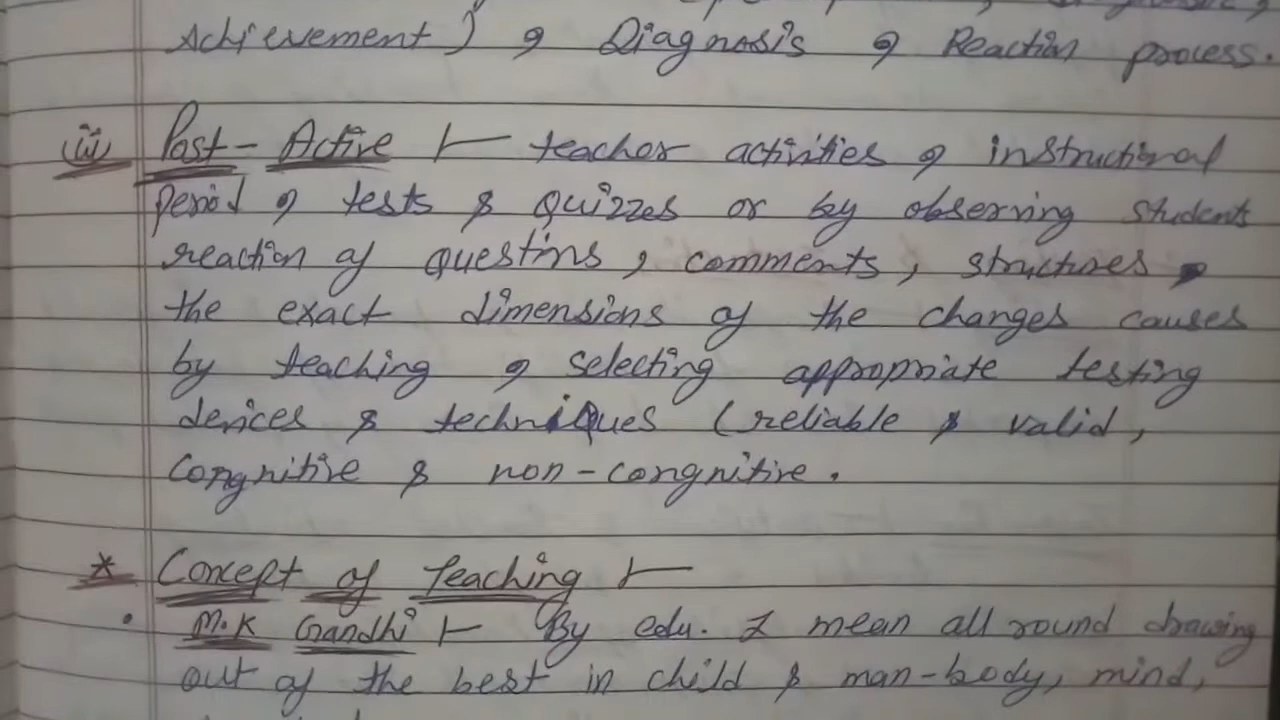 Achievement) , Diagnosis , Reaction process.
(iii) Post-Active :- teacher activities , instructional
period , tests & Quizzes or by observing students
reaction of questins , comments, structures ,
the exact dimensions of the changes causes
by teaching , selecting appropriate testing
devices & techniques (reliable & valid,
congnitive & non-congnitive.
* Concept of Teaching :-
• M.K Gandhi :- By edu. I mean all round drawing
out of the best in child & man-body, mind,